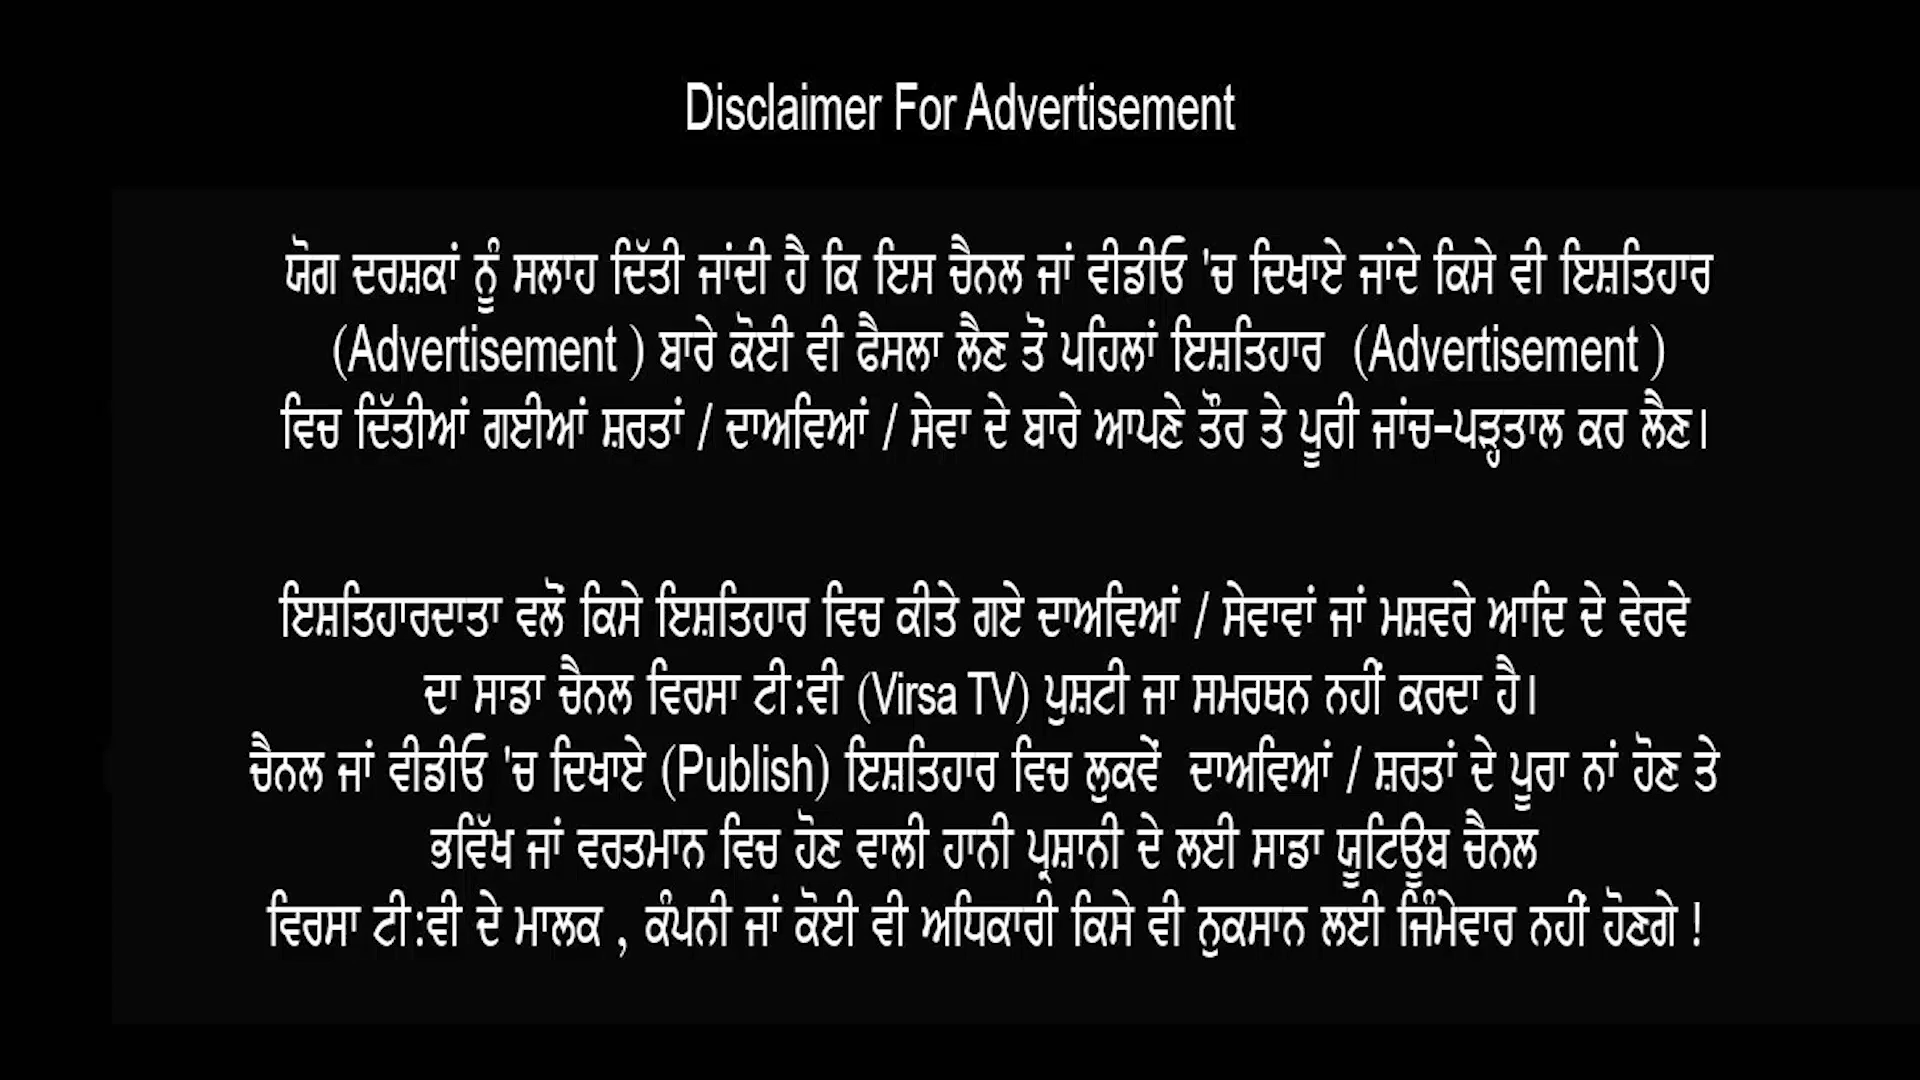 Disclaimer For Advertisement
ਯੋਗ ਦਰਸ਼ਕਾਂ ਨੂੰ ਸਲਾਹ ਦਿੱਤੀ ਜਾਂਦੀ ਹੈ ਕਿ ਇਸ ਚੈਨਲ ਜਾਂ ਵੀਡੀਓ 'ਚ ਦਿਖਾਏ ਜਾਂਦੇ ਕਿਸੇ ਵੀ ਇਸ਼ਤਿਹਾਰ
(Advertisement ) ਬਾਰੇ ਕੋਈ ਵੀ ਫੈਸਲਾ ਲੈਣ ਤੋਂ ਪਹਿਲਾਂ ਇਸ਼ਤਿਹਾਰ (Advertisement )
ਵਿਚ ਦਿੱਤੀਆਂ ਗਈਆਂ ਸ਼ਰਤਾਂ / ਦਾਅਵਿਆਂ / ਸੇਵਾ ਦੇ ਬਾਰੇ ਆਪਣੇ ਤੌਰ ਤੇ ਪੂਰੀ ਜਾਂਚ-ਪੜ੍ਹਤਾਲ ਕਰ ਲੈਣ।
ਇਸ਼ਤਿਹਾਰਦਾਤਾ ਵਲੋਂ ਕਿਸੇ ਇਸ਼ਤਿਹਾਰ ਵਿਚ ਕੀਤੇ ਗਏ ਦਾਅਵਿਆਂ / ਸੇਵਾਵਾਂ ਜਾਂ ਮਸ਼ਵਰੇ ਆਦਿ ਦੇ ਵੇਰਵੇ
ਦਾ ਸਾਡਾ ਚੈਨਲ ਵਿਰਸਾ ਟੀ:ਵੀ (Virsa TV) ਪੁਸ਼ਟੀ ਜਾ ਸਮਰਥਨ ਨਹੀਂ ਕਰਦਾ ਹੈ।
ਚੈਨਲ ਜਾਂ ਵੀਡੀਓ 'ਚ ਦਿਖਾਏ (Publish) ਇਸ਼ਤਿਹਾਰ ਵਿਚ ਲੁਕਵੇਂ ਦਾਅਵਿਆਂ / ਸ਼ਰਤਾਂ ਦੇ ਪੂਰਾ ਨਾਂ ਹੋਣ ਤੇ
ਭਵਿੱਖ ਜਾਂ ਵਰਤਮਾਨ ਵਿਚ ਹੋਣ ਵਾਲੀ ਹਾਨੀ ਪ੍ਰਸ਼ਾਨੀ ਦੇ ਲਈ ਸਾਡਾ ਯੂਟਿਊਬ ਚੈਨਲ
ਵਿਰਸਾ ਟੀ:ਵੀ ਦੇ ਮਾਲਕ , ਕੰਪਨੀ ਜਾਂ ਕੋਈ ਵੀ ਅਧਿਕਾਰੀ ਕਿਸੇ ਵੀ ਨੁਕਸਾਨ ਲਈ ਜਿੰਮੇਵਾਰ ਨਹੀਂ ਹੋਣਗੇ !